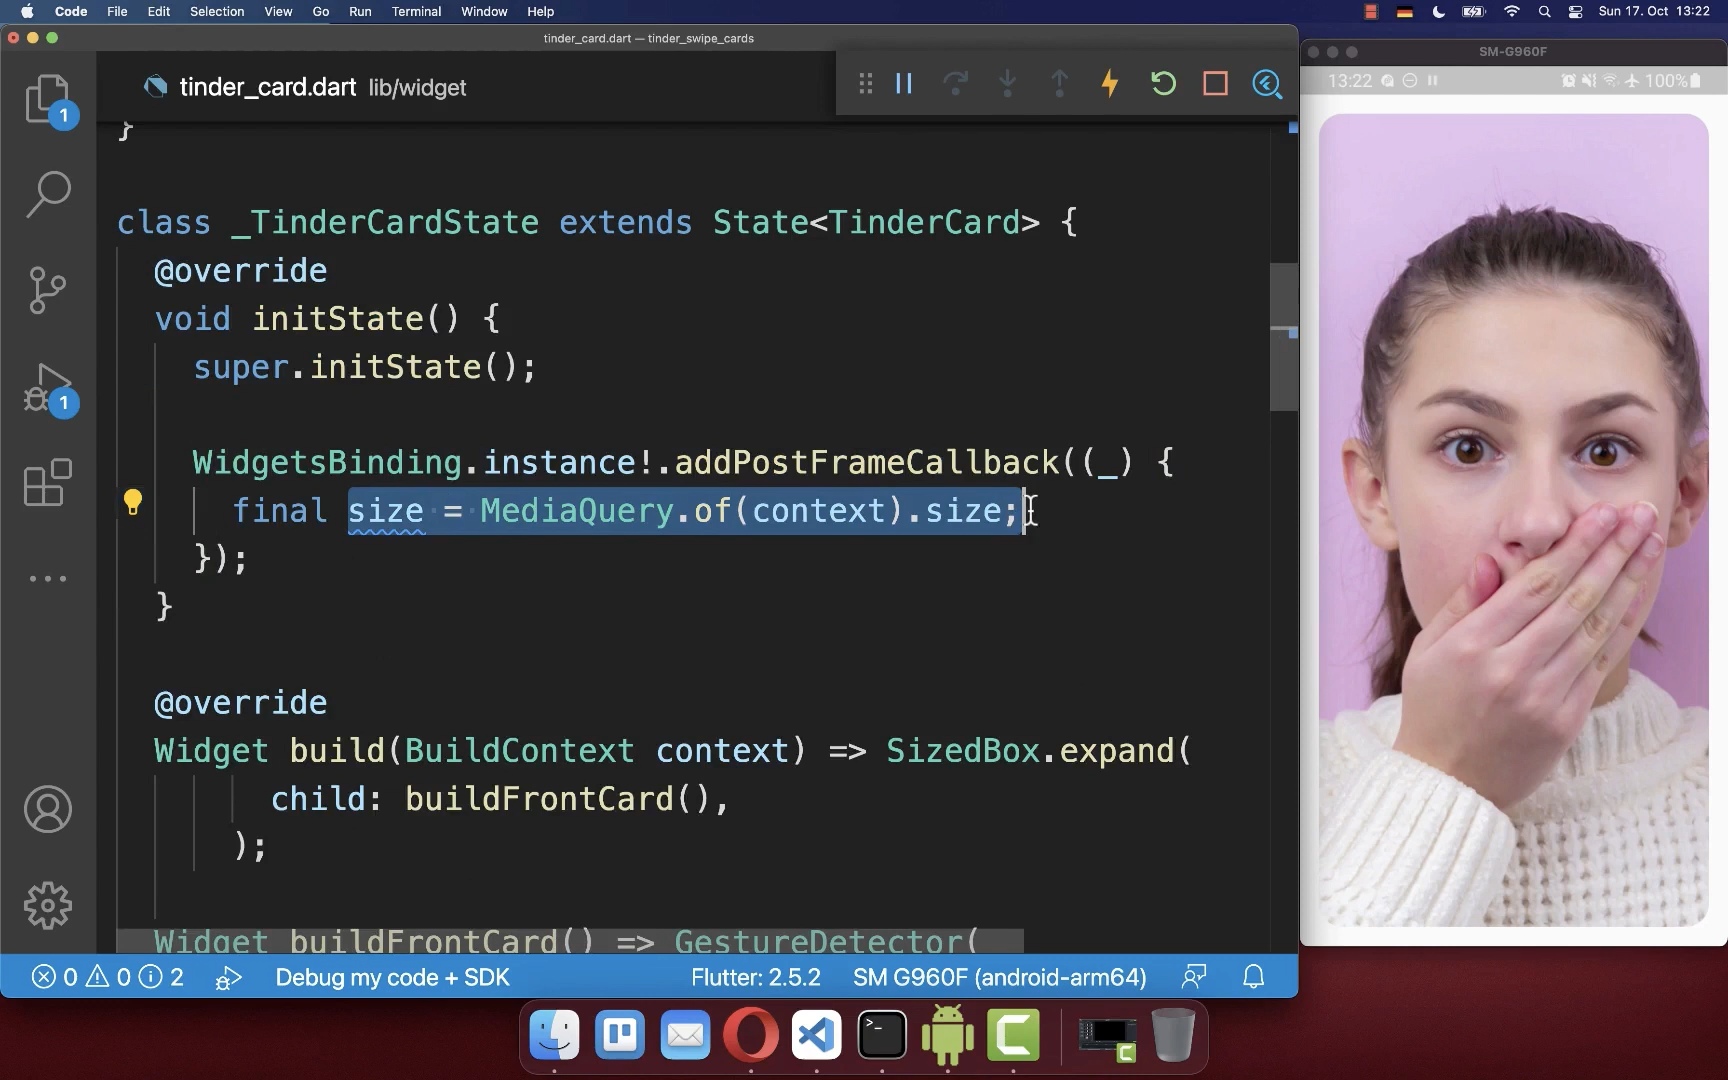 Code File Edit Selection View Go Run Terminal Window Help
Sun 17. Oct 13:22
tinder_card.dart — tinder_swipe_cards
SM-G960F
tinder_card.dart lib/widget
13:22
100%
1
}
class _TinderCardState extends State<TinderCard> {
@override
void initState() {
super.initState();
1
WidgetsBinding.instance!.addPostFrameCallback((_) {
final size = MediaQuery.of(context).size;
});
}
@override
Widget build(BuildContext context) => SizedBox.expand(
child: buildFrontCard(),
);
Widget buildFrontCard() => GestureDetector(
0 0 2 Debug my code + SDK Flutter: 2.5.2 SM G960F (android-arm64)